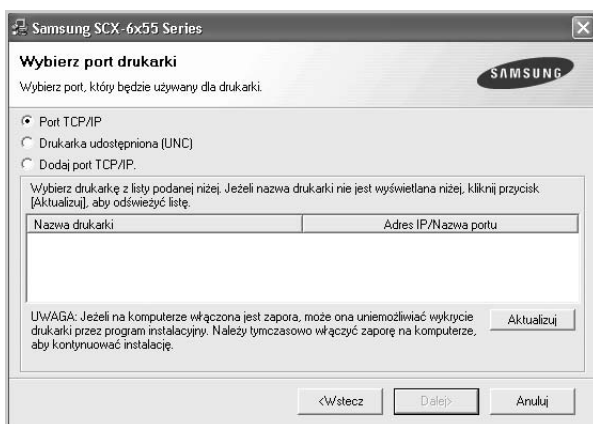 Samsung SCX-6x55 Series
Wybierz port drukarki
Wybierz port, który będzie używany dla drukarki.
SAMSUNG
Port TCP/IP
Drukarka udostępniona (UNC)
Dodaj port TCP/IP.
Wybierz drukarkę z listy podanej niżej. Jeżeli nazwa drukarki nie jest wyświetlana niżej, kliknij przycisk
[Aktualizuj], aby odświeżyć listę.
Nazwa drukarki Adres IP/Nazwa portu
UWAGA: Jeżeli na komputerze włączona jest zapora, może ona uniemożliwiać wykrycie
drukarki przez program instalacyjny. Należy tymczasowo włączyć zaporę na komputerze,
aby kontynuować instalację.
Aktualizuj
<Wstecz Dalej> Anuluj